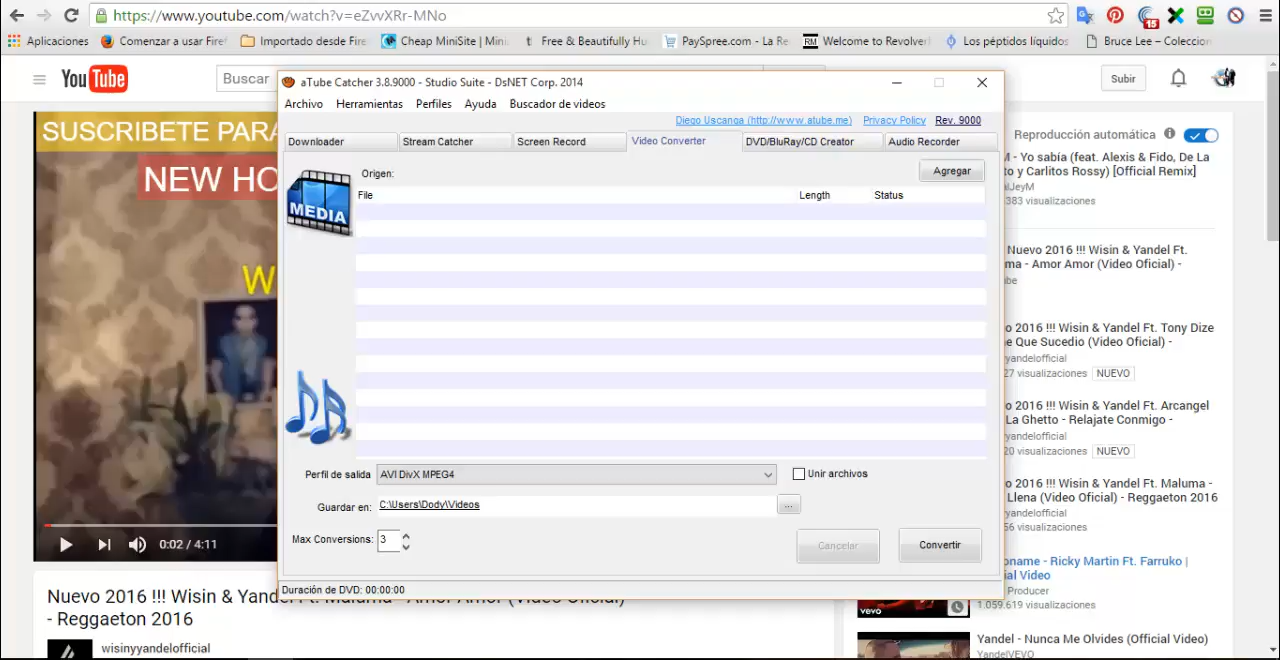 https://www.youtube.com/watch?v=eZvvXRr-MNo
15
Aplicaciones
Comenzar a usar Firef
Importado desde Fire
Cheap MiniSite | Mini
Free & Beautifully Hu
PaySpree.com - La Re
RM Welcome to Revolver
Los péptidos líquidos
Bruce Lee – Coleccion
YouTube
Buscar
Subir
SUSCRIBETE PARA
NEW HO
W
0:02 / 4:11
Nuevo 2016 !!! Wisin & Yandel Ft. Maluma - Amor Amor (Video Oficial)
- Reggaeton 2016
wisinyyandelofficial
aTube Catcher 3.8.9000 - Studio Suite - DsNET Corp. 2014
Archivo Herramientas Perfiles Ayuda Buscador de videos
Diego Uscanga (http://www.atube.me) Privacy Policy Rev. 9000
Downloader Stream Catcher Screen Record Video Converter DVD/BluRay/CD Creator Audio Recorder
MEDIA
Origen:
Agregar
File Length Status
Perfil de salida AVI DivX MPEG4
Unir archivos
Guardar en: C:\Users\Dody\Videos
...
Max Conversions: 3
Cancelar
Convertir
Duración de DVD: 00:00:00
Reproducción automática
- Yo sabía (feat. Alexis & Fido, De La
to y Carlitos Rossy) [Official Remix]
alJeyM
383 visualizaciones
Nuevo 2016 !!! Wisin & Yandel Ft.
ma - Amor Amor (Video Oficial) -
be
o 2016 !!! Wisin & Yandel Ft. Tony Dize
e Que Sucedio (Video Oficial) -
yandelofficial
27 visualizaciones NUEVO
o 2016 !!! Wisin & Yandel Ft. Arcangel
La Ghetto - Relajate Conmigo -
yandelofficial
20 visualizaciones NUEVO
o 2016 !!! Wisin & Yandel Ft. Maluma -
Llena (Video Oficial) - Reggaeton 2016
yandelofficial
56 visualizaciones
oname - Ricky Martin Ft. Farruko |
ial Video
Producer
1.059.619 visualizaciones
vevo
Yandel - Nunca Me Olvides (Official Video)
YandelVEVO